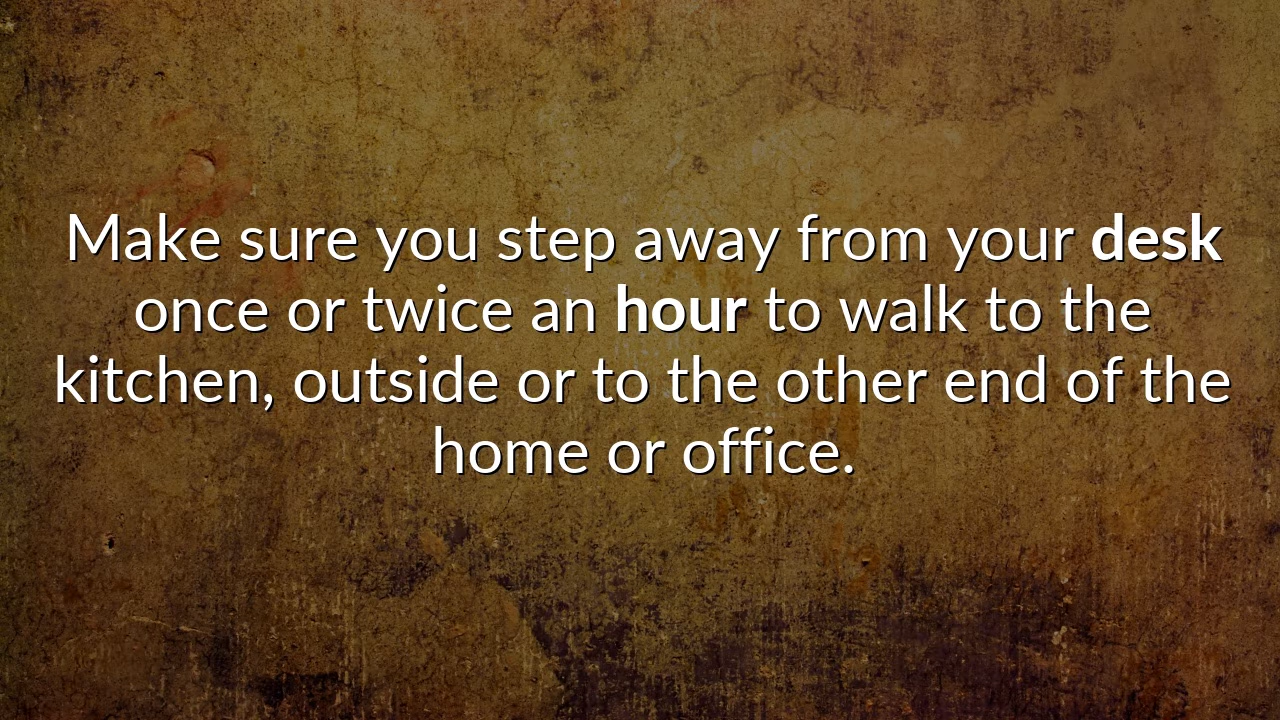 Make sure you step away from your desk
once or twice an hour to walk to the
kitchen, outside or to the other end of the
home or office.